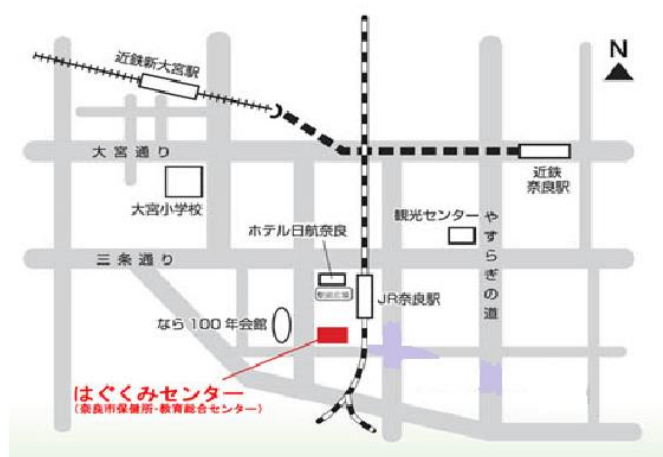 N
近鉄新大宮駅
大宮通り
近鉄
奈良駅
大宮小学校
観光センター
やすらぎの道
ホテル日航奈良
三条通り
JR奈良駅
なら100年会館
はぐくみセンター
(奈良市保健所・教育総合センター)